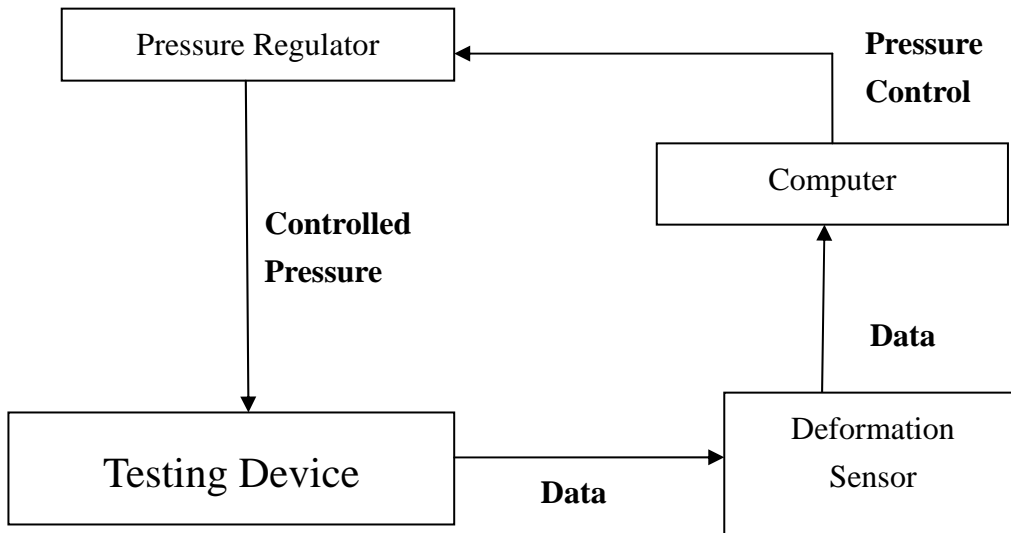 Pressure Regulator
Pressure
Control
Computer
Controlled
Pressure
Data
Deformation
Sensor
Testing Device
Data